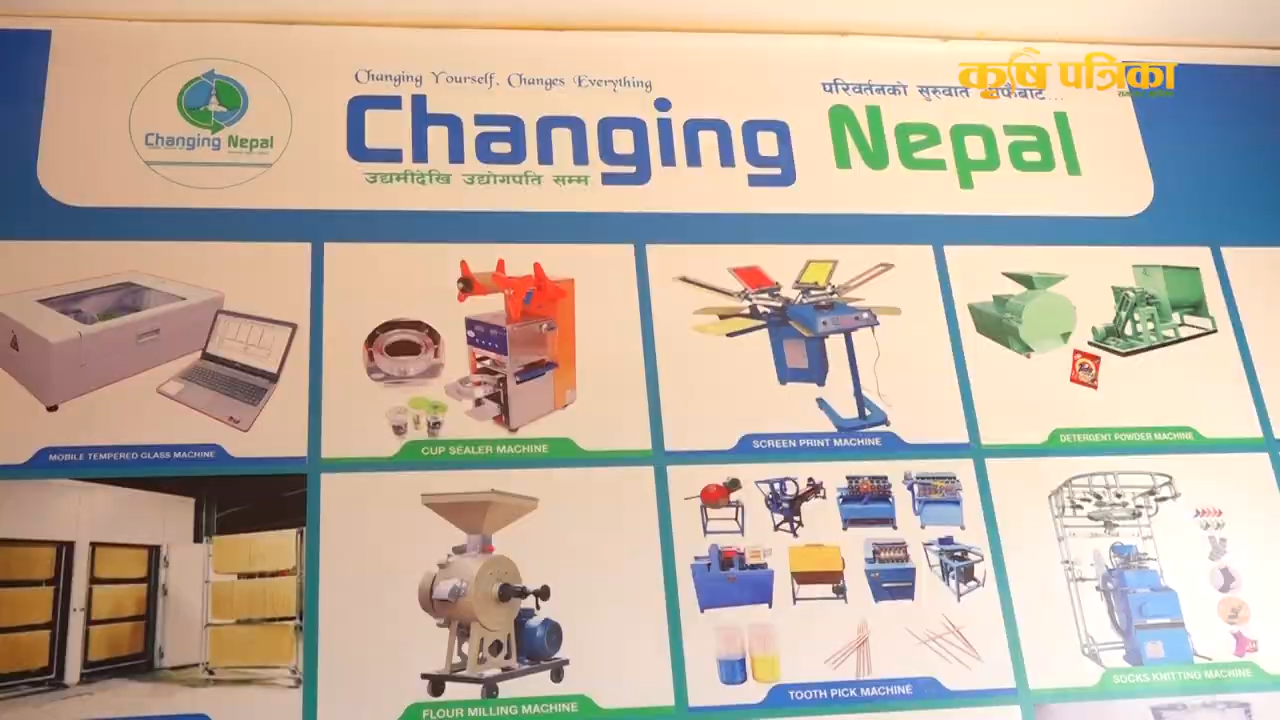 कृषि पत्रिका
Changing Yourself, Changes Everything
परिवर्तनको सुरुवात
Changing Nepal
Changing Nepal
उद्यमीदेखि उद्योगपति सम्म
MOBILE TEMPERED GLASS MACHINE
CUP SEALER MACHINE
SCREEN PRINT MACHINE
DETERGENT POWDER MACHINE
FLOUR MILLING MACHINE
TOOTH PICK MACHINE
SOCKS KNITTING MACHINE